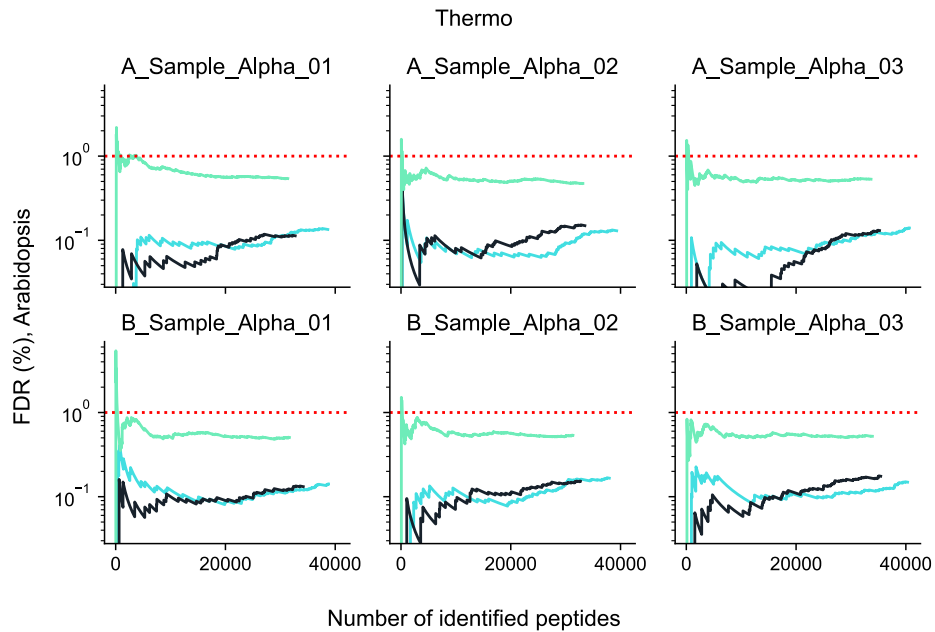 Thermo
A_Sample_Alpha_01
A_Sample_Alpha_02
A_Sample_Alpha_03
10^0
10^−1
B_Sample_Alpha_01
B_Sample_Alpha_02
B_Sample_Alpha_03
10^0
10^−1
FDR (%), Arabidopsis
0 20000 40000
0 20000 40000
0 20000 40000
Number of identified peptides